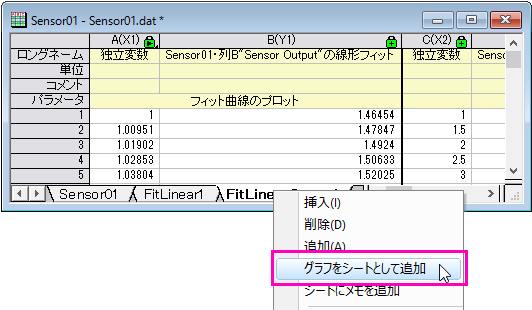 Sensor01 - Sensor01.dat *
A(X1) B(Y1) C(X2)
ロングネーム 独立変数 Sensor01・列B"Sensor Output"の線形フィット 独立変数 Senso
単位
コメント
パラメータ フィット曲線のプロット
1 1 1.46454 1
2 1.00951 1.47847 1.5
3 1.01902 1.4924 2
4 1.02853 1.50633 2.5
5 1.03804 1.52025 3
Sensor01 FitLinear1 FitLine
挿入(I)
削除(D)
追加(A)
グラフをシートとして追加
シートにメモを追加